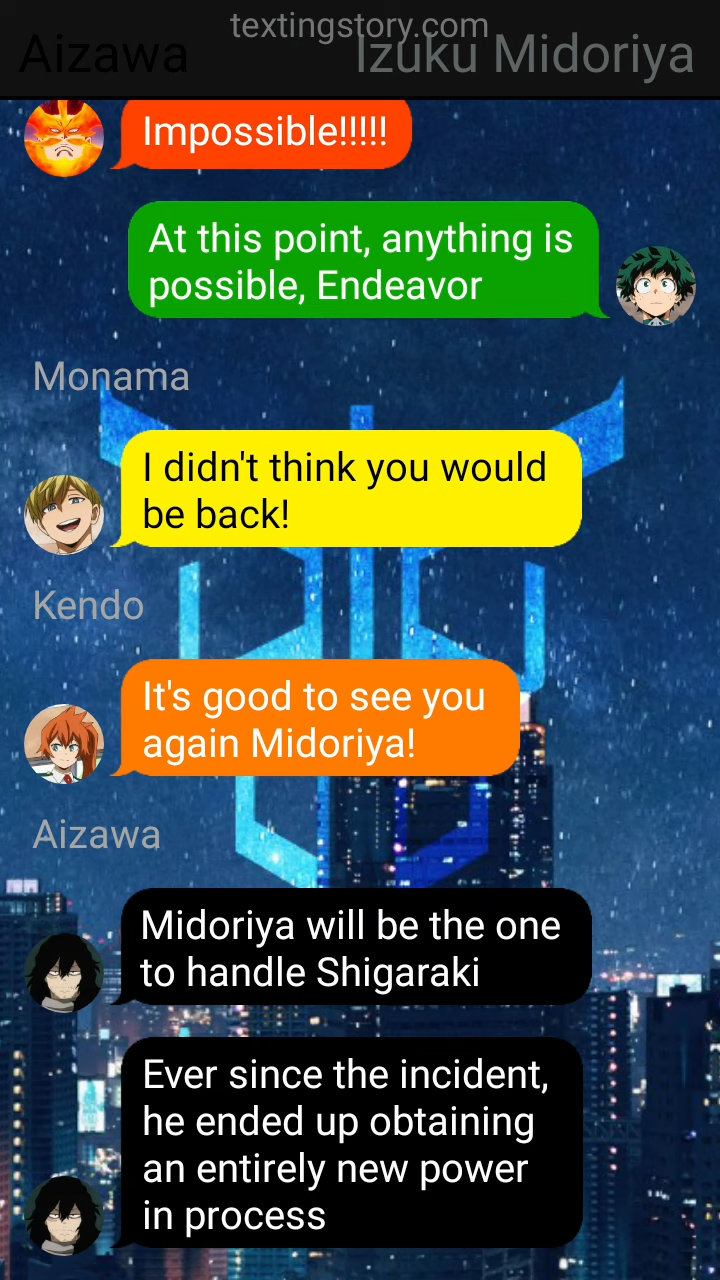 textingstory.com
Aizawa
Izuku Midoriya
Impossible!!!!!
At this point, anything is
possible, Endeavor
Monama
I didn't think you would
be back!
Kendo
It's good to see you
again Midoriya!
Aizawa
Midoriya will be the one
to handle Shigaraki
Ever since the incident,
he ended up obtaining
an entirely new power
in process